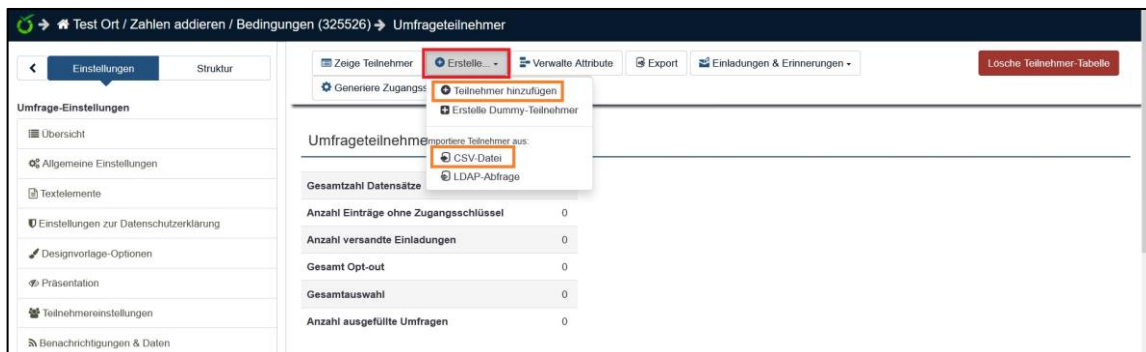 Test Ort / Zahlen addieren / Bedingungen (325526) Umfrageteilnehmer
Einstellungen Struktur
Umfrage-Einstellungen
Übersicht
Allgemeine Einstellungen
Textelemente
Einstellungen zur Datenschutzerklärung
Designvorlage-Optionen
Präsentation
Teilnehmereinstellungen
Benachrichtigungen & Daten
Zeige Teilnehmer Erstelle... Verwalte Attribute Export Einladungen & Erinnerungen Lösche Teilnehmer-Tabelle
Generiere Zugangss
Teilnehmer hinzufügen
Erstelle Dummy-Teilnehmer
mportiere Teilnehmer aus:
CSV-Datei
LDAP-Abfrage
Umfrageteilnehme
Gesamtzahl Datensätze
Anzahl Einträge ohne Zugangsschlüssel 0
Anzahl versandte Einladungen 0
Gesamt Opt-out 0
Gesamtauswahl 0
Anzahl ausgefüllte Umfragen 0